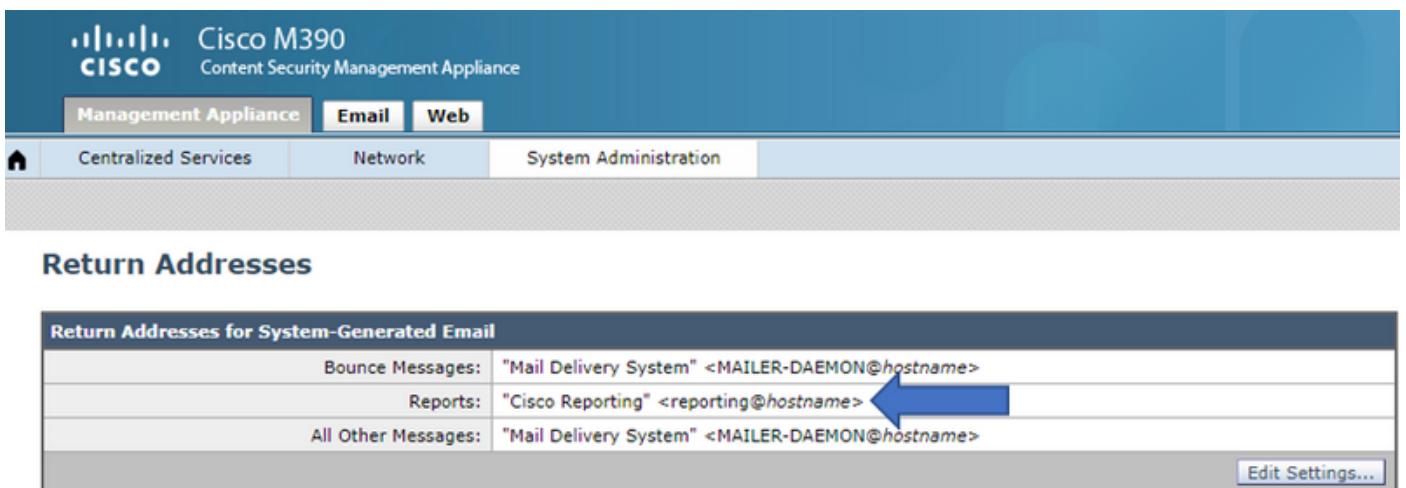 Cisco M390
CISCO Content Security Management Appliance
Management Appliance Email Web
Centralized Services Network System Administration
Return Addresses
Return Addresses for System-Generated Email
Bounce Messages: "Mail Delivery System" <MAILER-DAEMON@hostname>
Reports: "Cisco Reporting" <reporting@hostname>
All Other Messages: "Mail Delivery System" <MAILER-DAEMON@hostname>
Edit Settings...